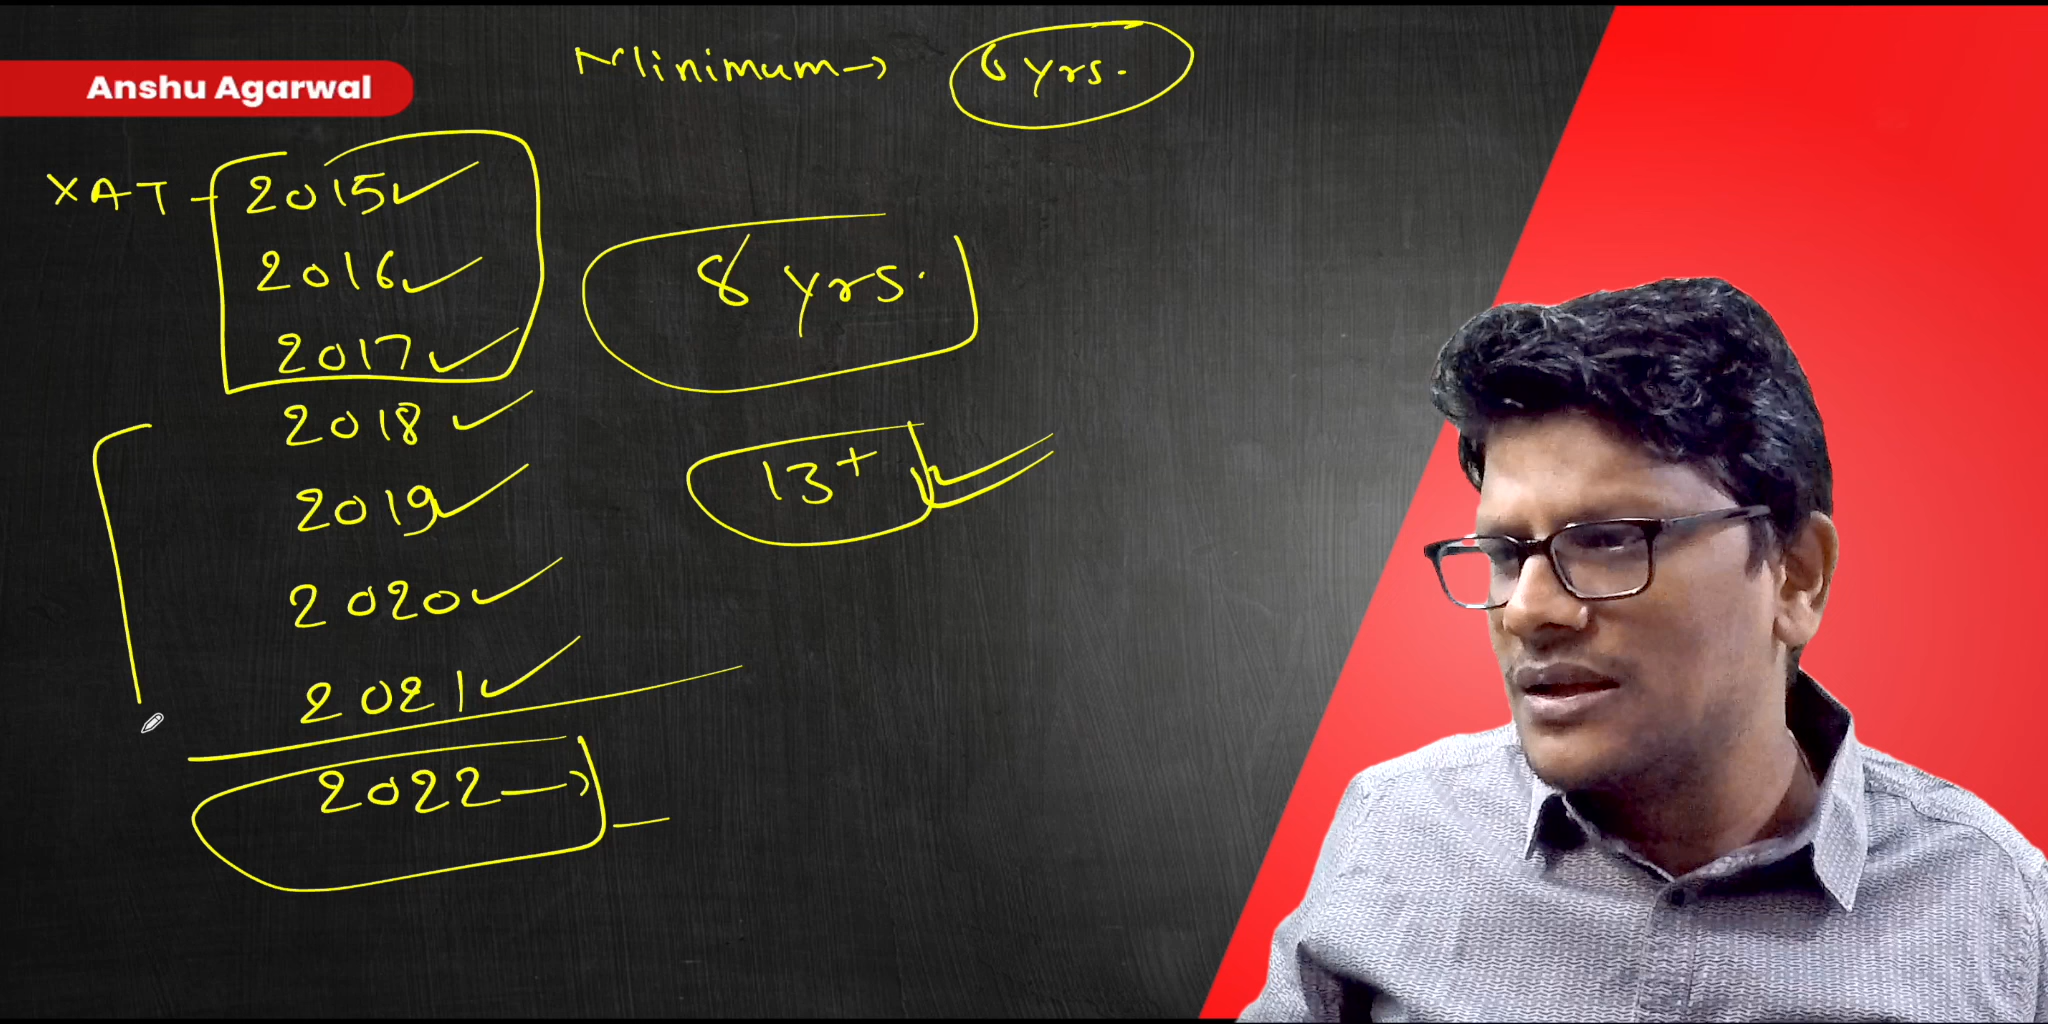 Minimum → 6 yrs.
Anshu Agarwal
XAT - 2015 ✓
2016 ✓
8 yrs.
2017 ✓
2018 ✓
13+
2019 ✓
2020 ✓
2021 ✓
2022 →